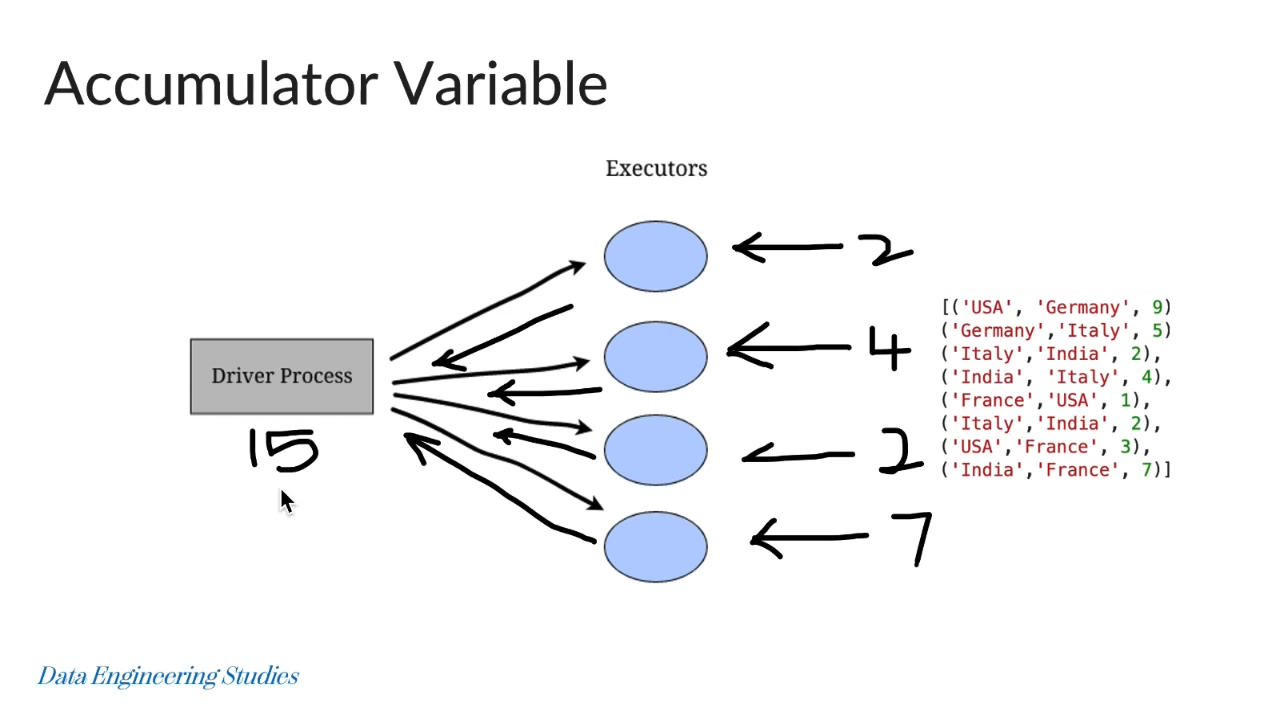 Accumulator Variable
Executors
2
[('USA', 'Germany', 9)
('Germany','Italy', 5)
4
('Italy','India', 2),
('India', 'Italy', 4),
Driver Process
('France','USA', 1),
('Italy','India', 2),
15
2
('USA','France', 3),
('India','France', 7)]
7
Data Engineering Studies